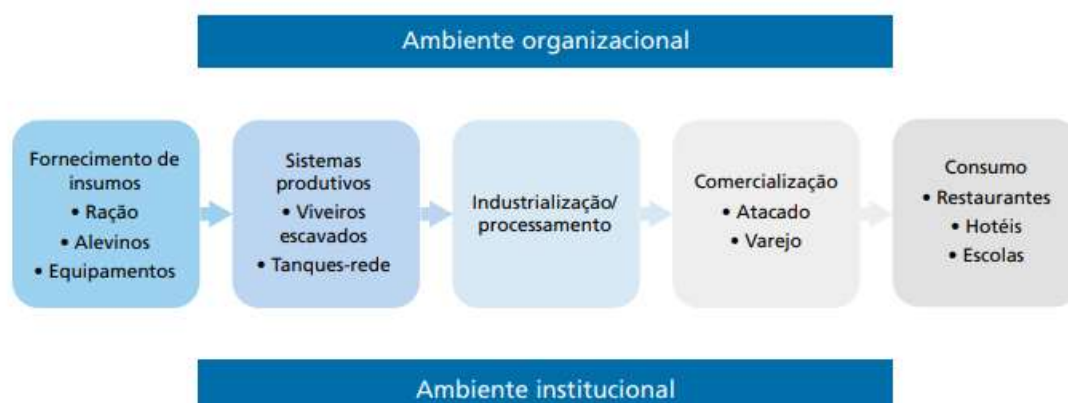 Ambiente organizacional
Fornecimento de
insumos
• Ração
• Alevinos
• Equipamentos
Sistemas
produtivos
• Viveiros
escavados
• Tanques-rede
Industrialização/
processamento
Comercialização
• Atacado
• Varejo
Consumo
• Restaurantes
• Hotéis
• Escolas
Ambiente institucional